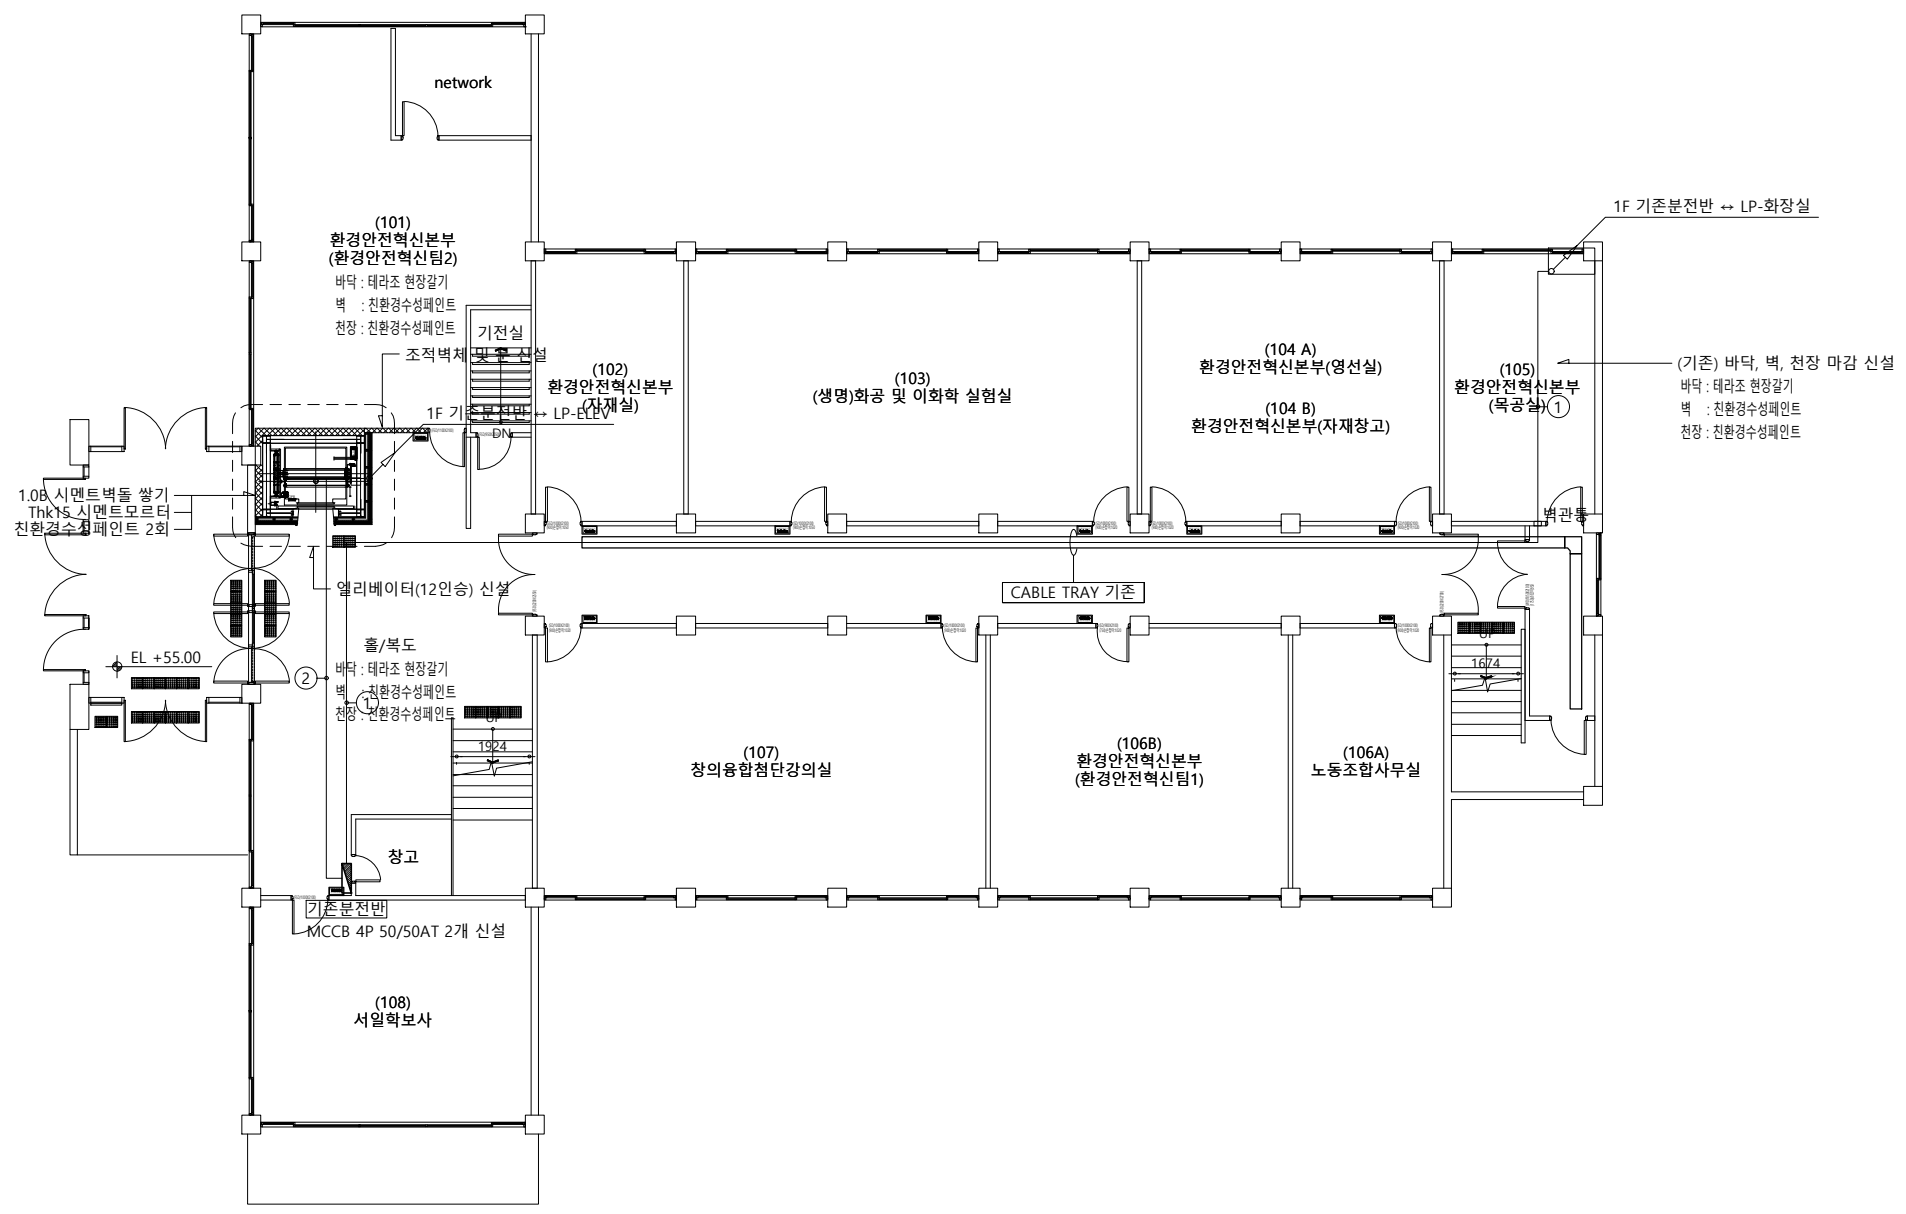 network
(101)
환경안전혁신본부
(환경안전혁신팀2)
바닥 : 테라조 현장갈기
벽 : 친환경수성페인트
천장 : 친환경수성페인트
기전실
조적벽체 및 문 신설
1F 기존분전반 ↔ LP-ELEV
DN
1.0B 시멘트벽돌 쌓기
Thk15 시멘트모르터
친환경수성페인트 2회
엘리베이터(12인승) 신설
(102)
환경안전혁신본부
(자재실)
(103)
(생명)화공 및 이화학 실험실
(104 A)
환경안전혁신본부(영선실)
(104 B)
환경안전혁신본부(자재창고)
(105)
환경안전혁신본부
(목공실)
1
1F 기존분전반 ↔ LP-화장실
(기존) 바닥, 벽, 천장 마감 신설
바닥 : 테라조 현장갈기
벽 : 친환경수성페인트
천장 : 친환경수성페인트
벽관통
CABLE TRAY 기존
EL +55.00
홀/복도
바닥 : 테라조 현장갈기
벽 : 친환경수성페인트
천장 : 친환경수성페인트
2
1
UP
1924
UP
1674
(107)
창의융합첨단강의실
(106B)
환경안전혁신본부
(환경안전혁신팀1)
(106A)
노동조합사무실
창고
기존분전반
MCCB 4P 50/50AT 2개 신설
(108)
서일학보사